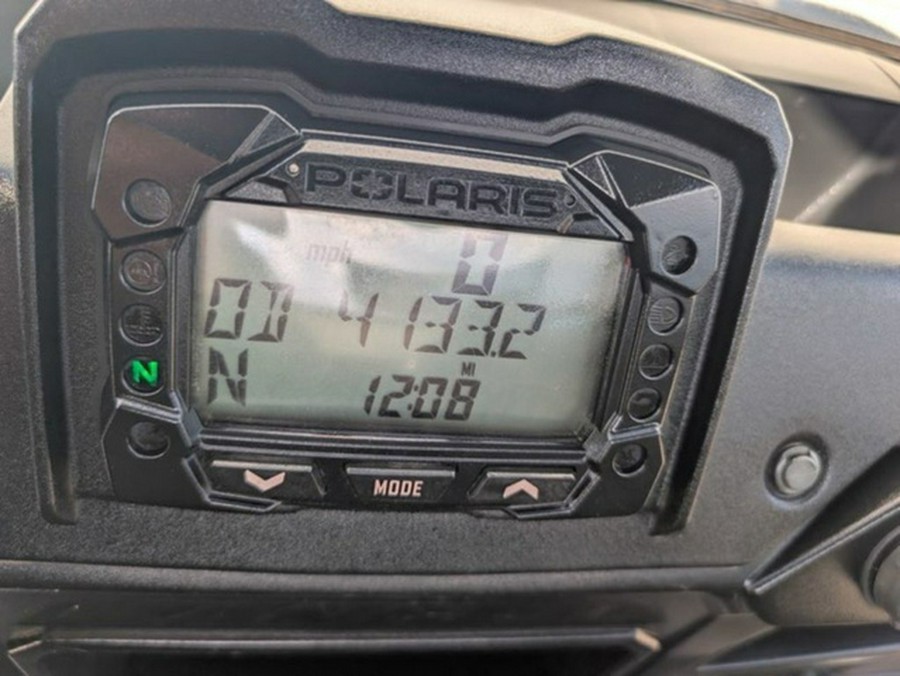 POLARIS
mph 0
OD 4133.2
MI
N 12:08
N
MODE